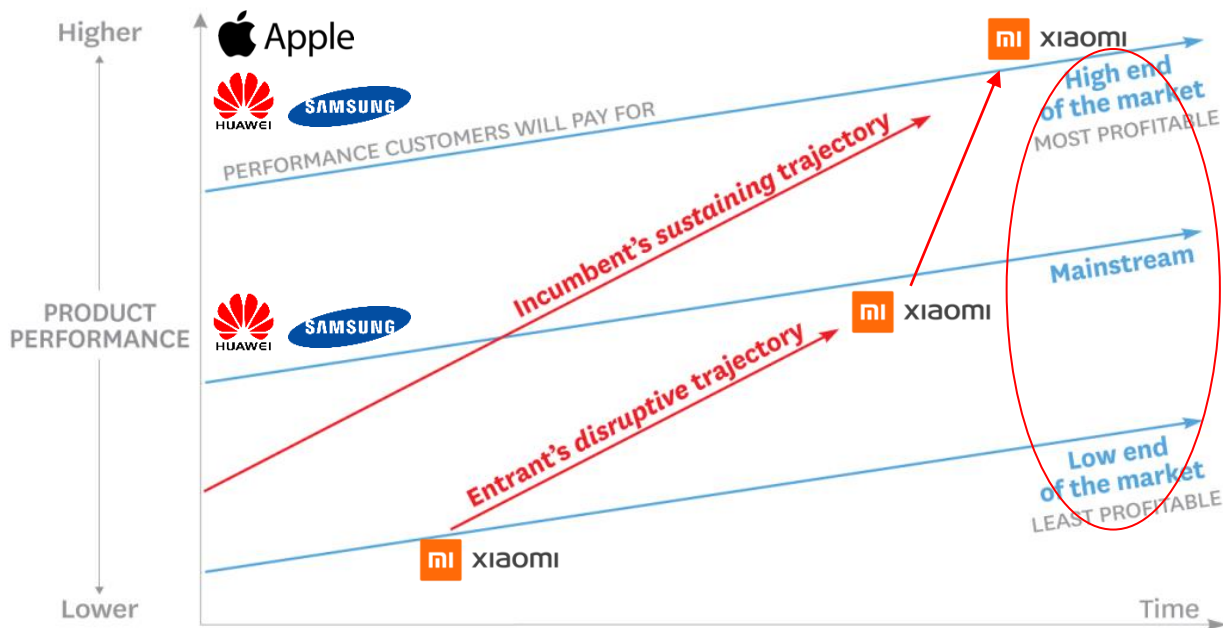 Higher
Apple
xiaomi
HUAWEI
SAMSUNG
PERFORMANCE CUSTOMERS WILL PAY FOR
High end
of the market
MOST PROFITABLE
Incumbent's sustaining trajectory
Mainstream
PRODUCT
PERFORMANCE
HUAWEI
SAMSUNG
xiaomi
Entrant's disruptive trajectory
Low end
of the market
LEAST PROFITABLE
xiaomi
Lower
Time